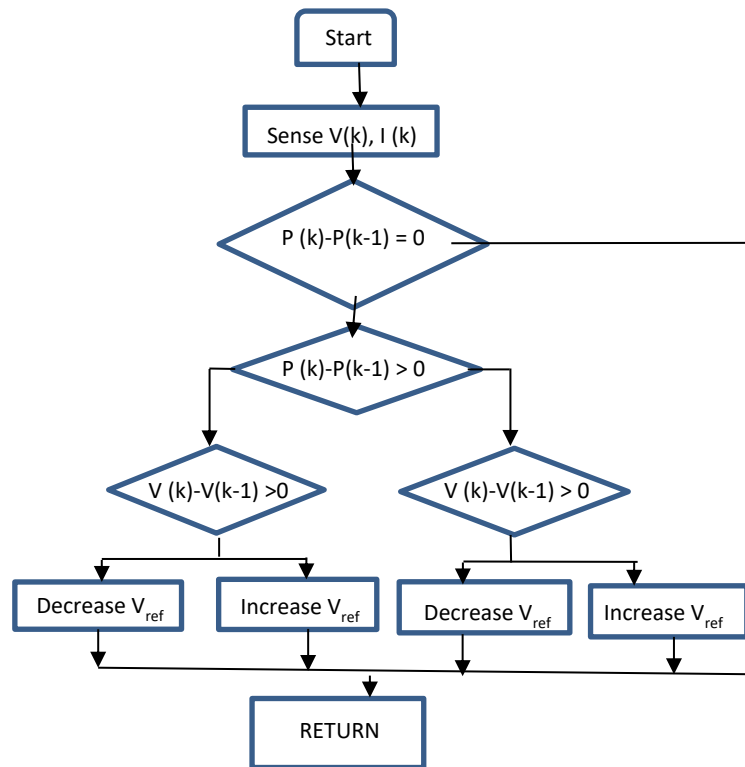 Start
Sense V(k), I (k)
P (k)-P(k-1) = 0
P (k)-P(k-1) > 0
V (k)-V(k-1) >0
V (k)-V(k-1) > 0
Decrease Vref
Increase Vref
Decrease Vref
Increase Vref
RETURN